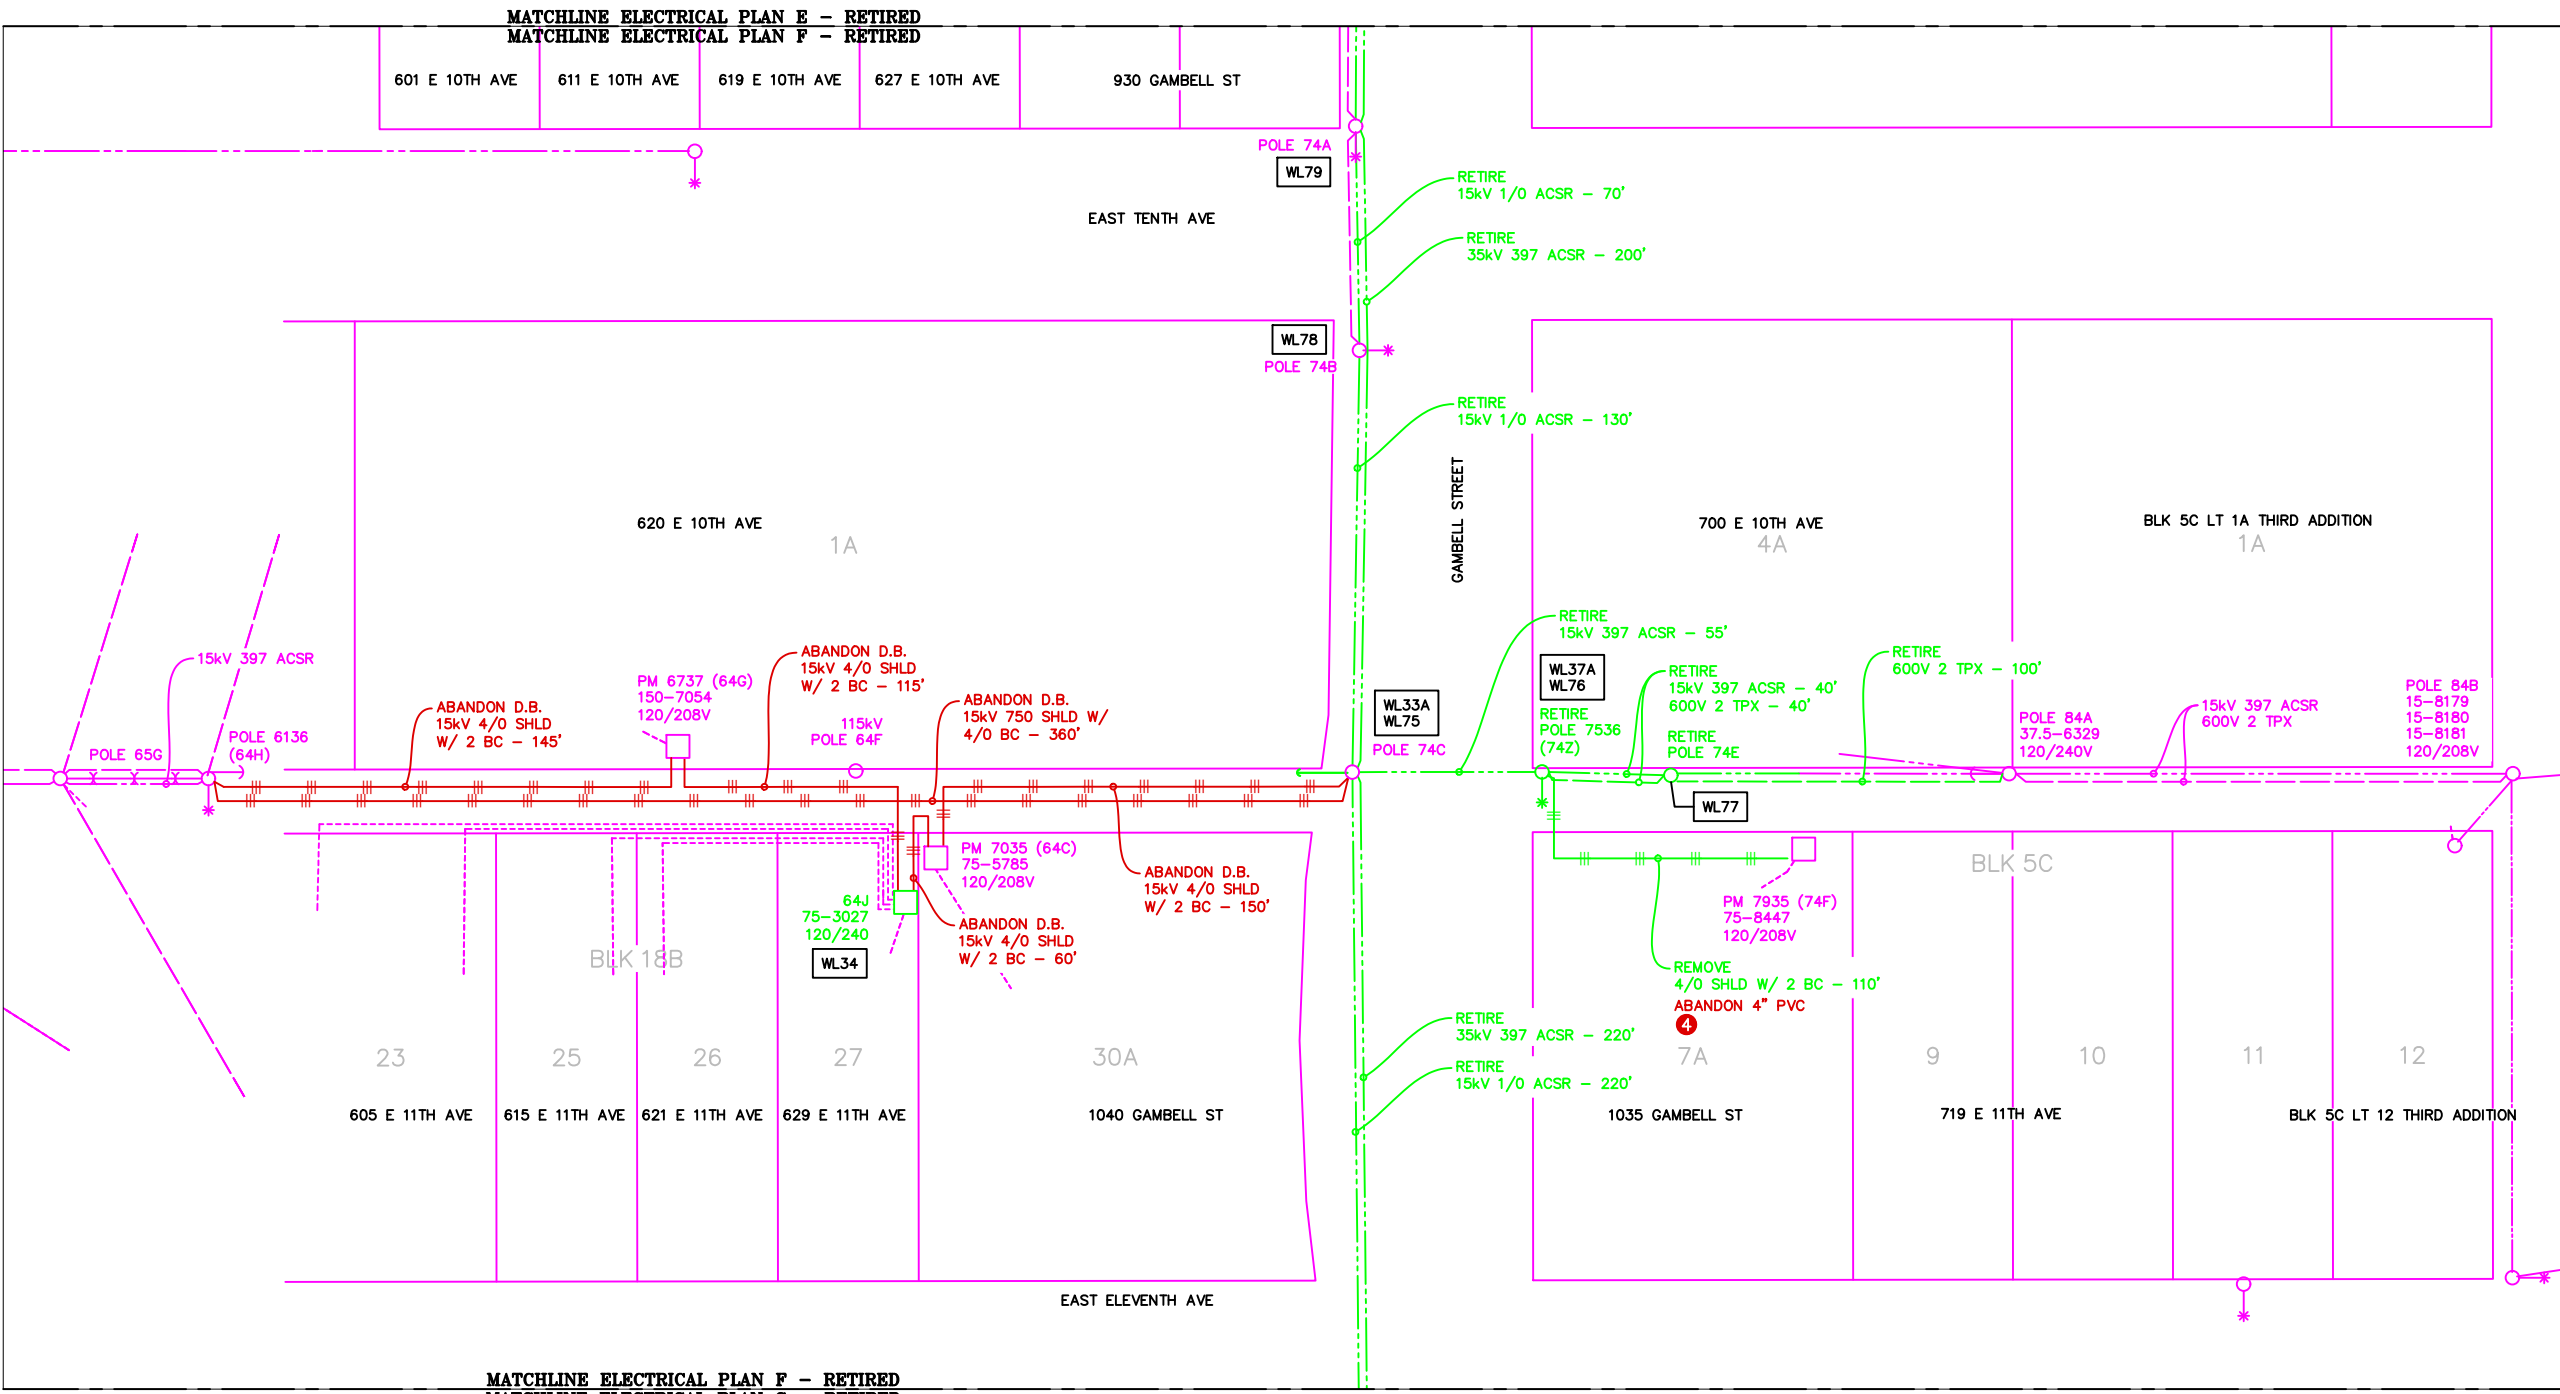 MATCHLINE ELECTRICAL PLAN E - RETIRED
MATCHLINE ELECTRICAL PLAN F - RETIRED
601 E 10TH AVE
611 E 10TH AVE
619 E 10TH AVE
627 E 10TH AVE
930 GAMBELL ST
POLE 74A
WL79
EAST TENTH AVE
RETIRE
15kV 1/0 ACSR - 70'
RETIRE
35kV 397 ACSR - 200'
WL78
POLE 74B
RETIRE
15kV 1/0 ACSR - 130'
GAMBELL STREET
620 E 10TH AVE
1A
700 E 10TH AVE
4A
BLK 5C LT 1A THIRD ADDITION
1A
15kV 397 ACSR
POLE 65G
POLE 6136
(64H)
ABANDON D.B.
15kV 4/0 SHLD
W/ 2 BC - 145'
PM 6737 (64G)
150-7054
120/208V
ABANDON D.B.
15kV 4/0 SHLD
W/ 2 BC - 115'
115kV
POLE 64F
ABANDON D.B.
15kV 750 SHLD W/
4/0 BC - 360'
WL33A
WL75
POLE 74C
RETIRE
15kV 397 ACSR - 55'
WL37A
WL76
RETIRE
POLE 7536
(74Z)
RETIRE
15kV 397 ACSR - 40'
600V 2 TPX - 40'
RETIRE
POLE 74E
WL77
RETIRE
600V 2 TPX - 100'
POLE 84A
37.5-6329
120/240V
15kV 397 ACSR
600V 2 TPX
POLE 84B
15-8179
15-8180
15-8181
120/208V
PM 7035 (64C)
75-5785
120/208V
64J
75-3027
120/240
WL34
ABANDON D.B.
15kV 4/0 SHLD
W/ 2 BC - 60'
ABANDON D.B.
15kV 4/0 SHLD
W/ 2 BC - 150'
BLK 18B
BLK 5C
PM 7935 (74F)
75-8447
120/208V
REMOVE
4/0 SHLD W/ 2 BC - 110'
ABANDON 4" PVC
4
RETIRE
35kV 397 ACSR - 220'
RETIRE
15kV 1/0 ACSR - 220'
23
25
26
27
30A
7A
9
10
11
12
605 E 11TH AVE
615 E 11TH AVE
621 E 11TH AVE
629 E 11TH AVE
1040 GAMBELL ST
1035 GAMBELL ST
719 E 11TH AVE
BLK 5C LT 12 THIRD ADDITION
EAST ELEVENTH AVE
MATCHLINE ELECTRICAL PLAN F - RETIRED